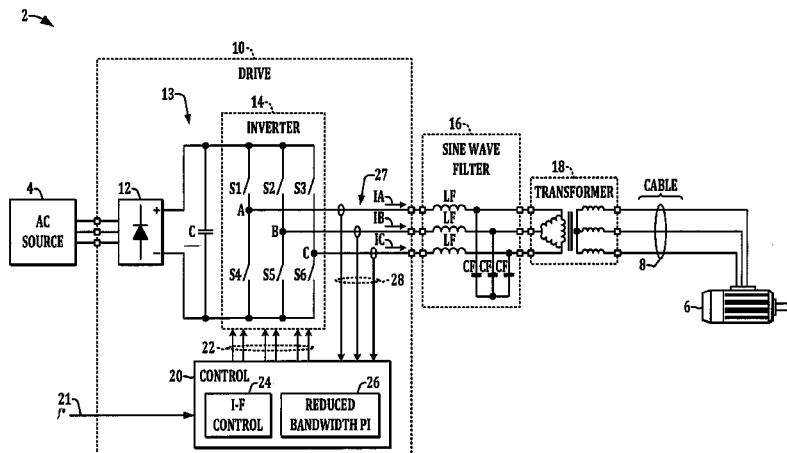 2
10
DRIVE
13
14
INVERTER
16
SINE WAVE
FILTER
18
TRANSFORMER
CABLE
8
4
AC
SOURCE
12
+
−
C
S1
S2
S3
A
B
C
S4
S5
S6
27
IA
IB
IC
LF
LF
LF
CF
CF
CF
28
6
22
20
CONTROL
24
I-F
CONTROL
26
REDUCED
BANDWIDTH PI
21
f*